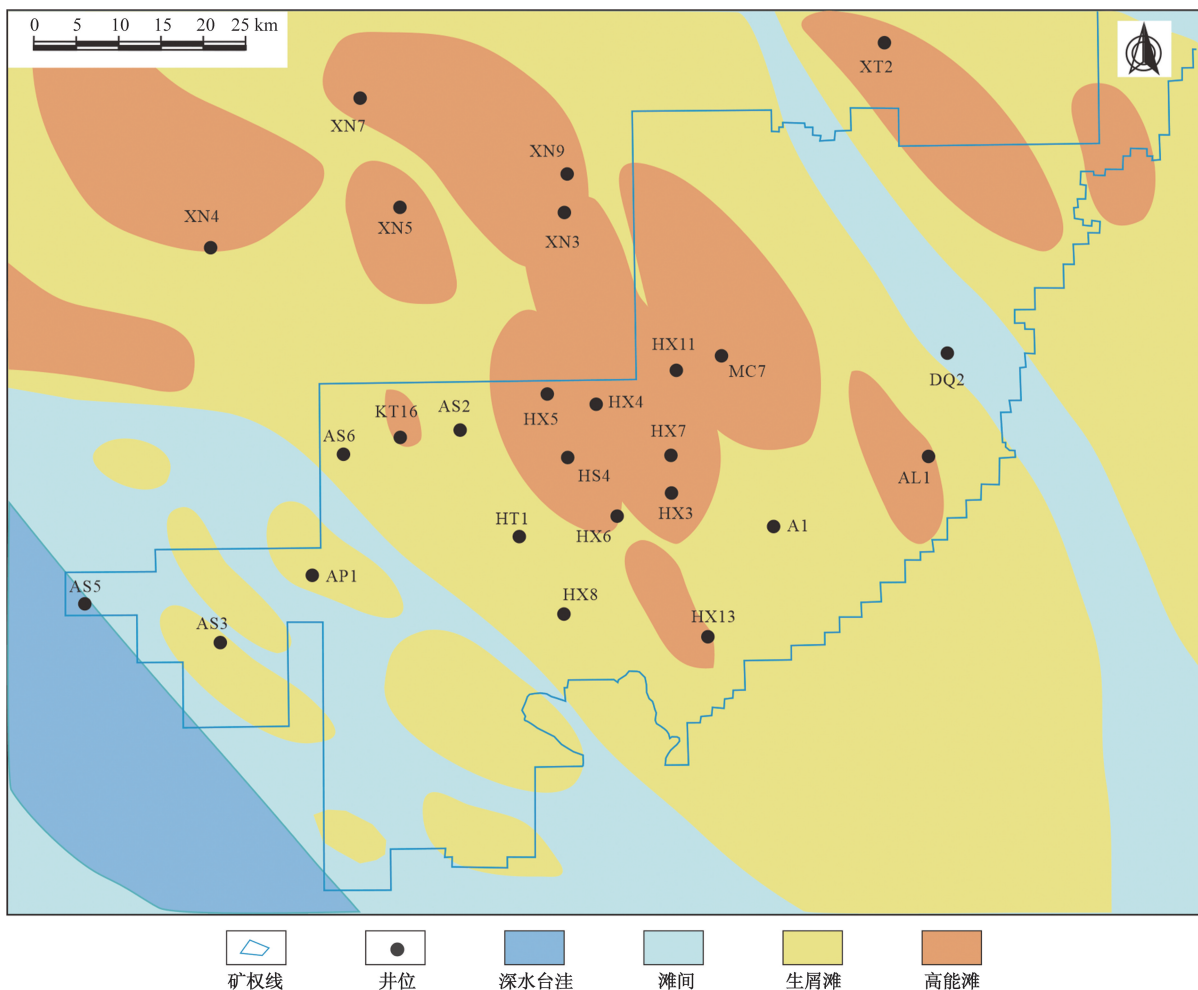 0 5 10 15 20 25 km
XT2
XN7
XN9
XN4
XN5
XN3
HX11
MC7
DQ2
KT16
AS2
HX5
HX4
AS6
HX7
HS4
AL1
HX3
HT1
HX6
A1
AP1
AS5
HX8
AS3
HX13
矿权线 井位 深水台洼 滩间 生屑滩 高能滩